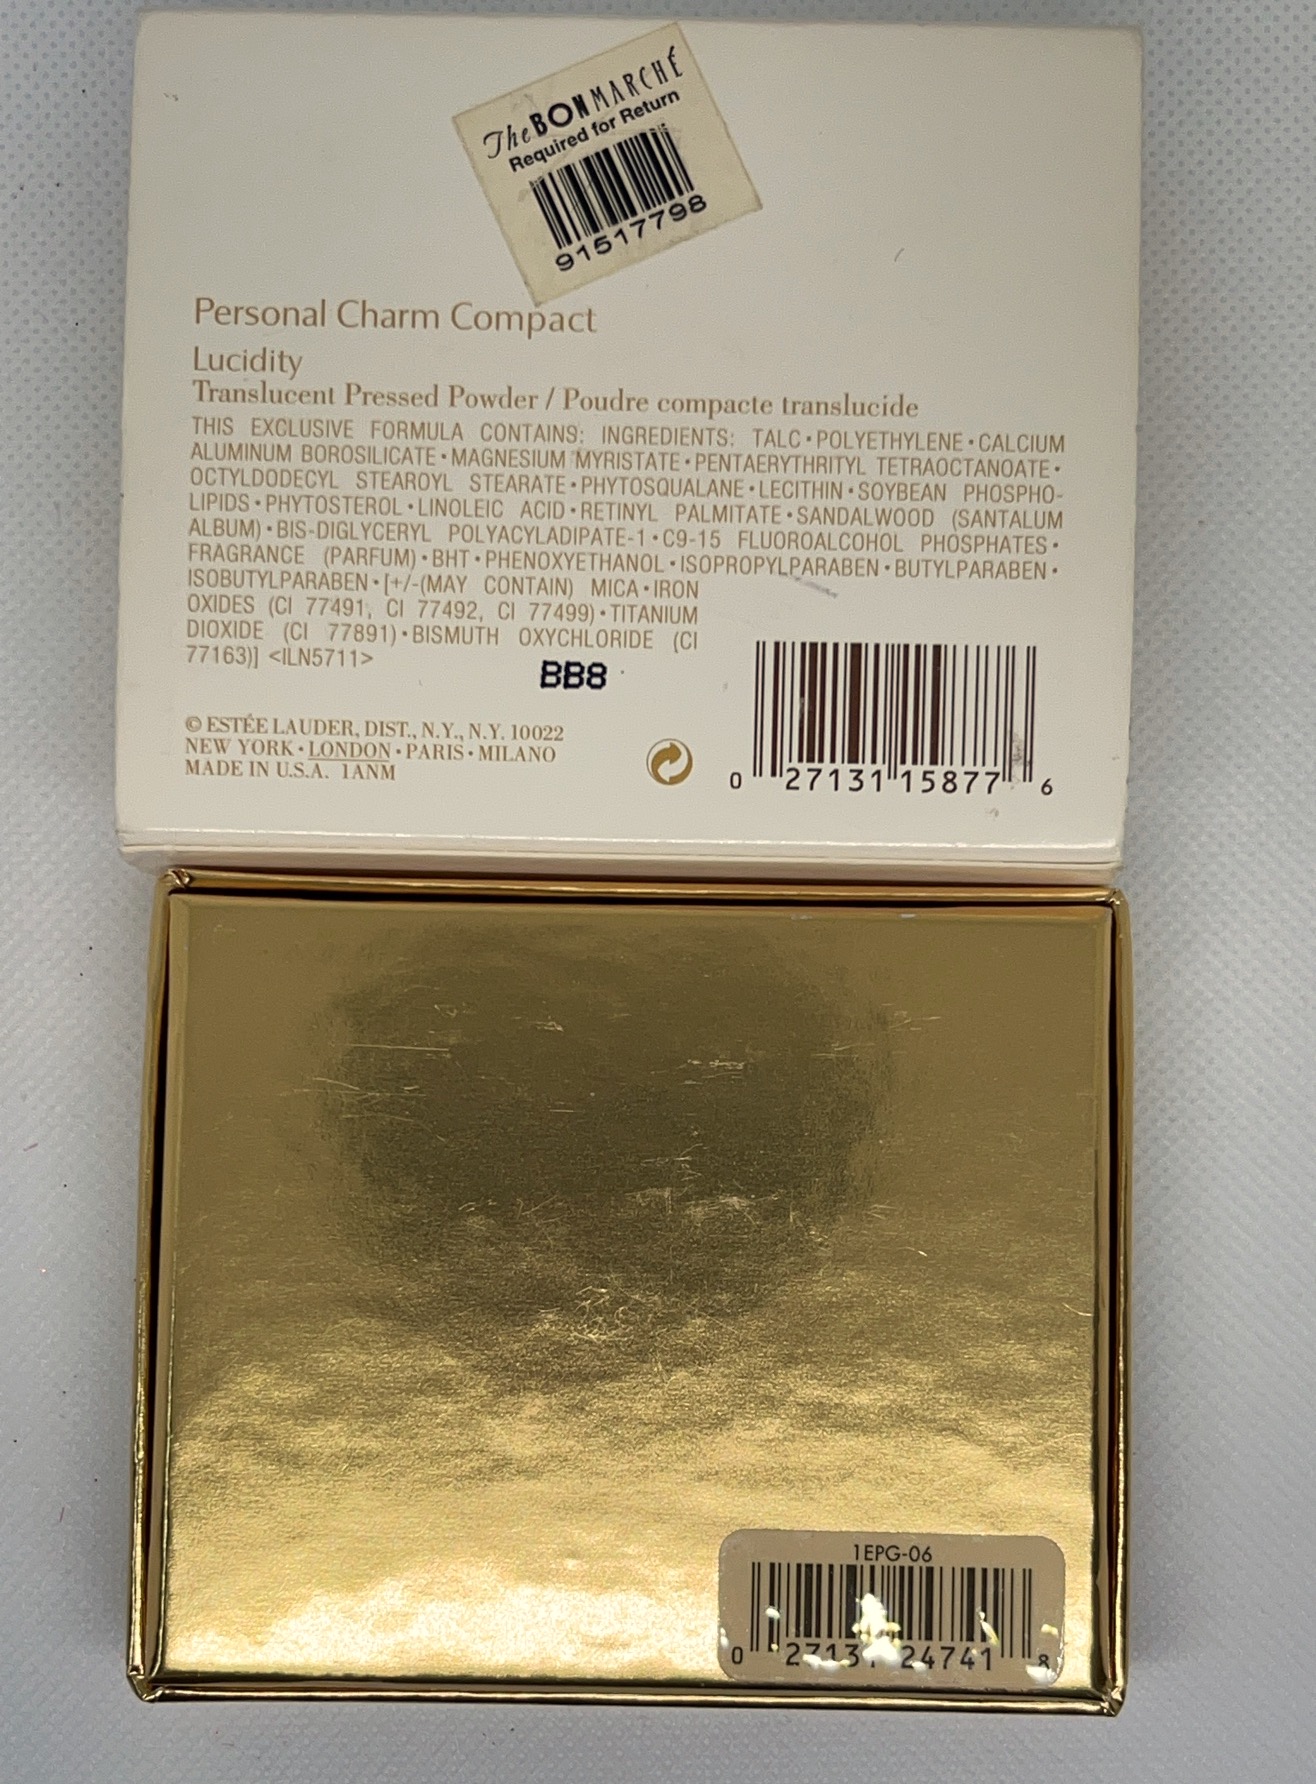 The BON MARCHÉ
Required for Return
91517798
Personal Charm Compact
Lucidity
Translucent Pressed Powder / Poudre compacte translucide
THIS EXCLUSIVE FORMULA CONTAINS: INGREDIENTS: TALC•POLYETHYLENE•CALCIUM
ALUMINUM BOROSILICATE•MAGNESIUM MYRISTATE•PENTAERYTHRITYL TETRAOCTANOATE•
OCTYLDODECYL STEAROYL STEARATE•PHYTOSQUALANE•LECITHIN•SOYBEAN PHOSPHO-
LIPIDS•PHYTOSTEROL•LINOLEIC ACID•RETINYL PALMITATE•SANDALWOOD (SANTALUM
ALBUM)•BIS-DIGLYCERYL POLYACYLADIPATE-1•C9-15 FLUOROALCOHOL PHOSPHATES•
FRAGRANCE (PARFUM)•BHT•PHENOXYETHANOL•ISOPROPYLPARABEN•BUTYLPARABEN•
ISOBUTYLPARABEN•[+/-(MAY CONTAIN) MICA•IRON
OXIDES (CI 77491, CI 77492, CI 77499)•TITANIUM
DIOXIDE (CI 77891)•BISMUTH OXYCHLORIDE (CI
77163)] <ILN5711>
BB8
© ESTÉE LAUDER, DIST., N.Y., N.Y. 10022
NEW YORK•LONDON•PARIS•MILANO
MADE IN U.S.A. 1ANM
0 27131 15877 6
1EPG-06
0 27131 24741 8